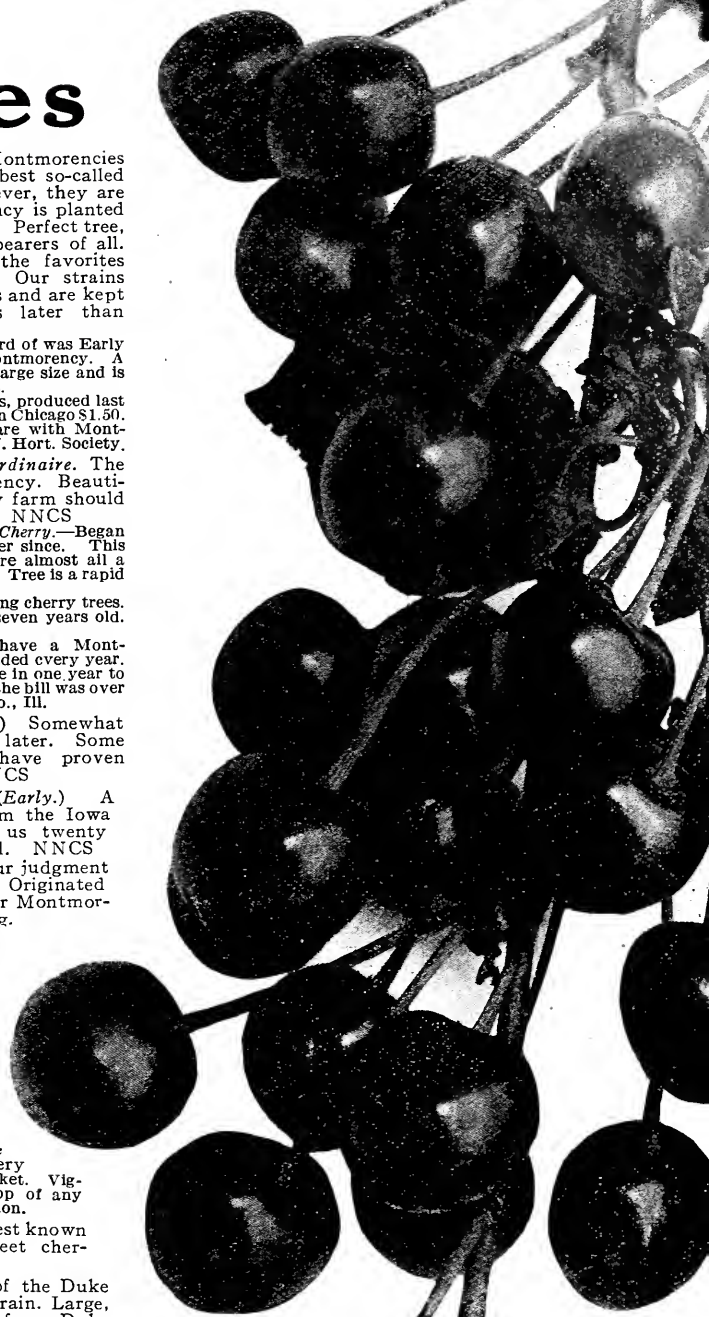 es
Montmorencies
best so-called
ever, they are
ncy is planted
Perfect tree,
bearers of all.
the favorites
Our strains
s and are kept
s later than
rd of was Early
ontmorency. A
large size and is
s, produced last
n Chicago $1.50.
are with Mont-
. Hort. Society.
rdinaire. The
ency. Beauti-
y farm should
NNCS
Cherry.—Began
er since. This
re almost all a
Tree is a rapid
ng cherry trees.
seven years old.
have a Mont-
ded every year.
e in one year to
the bill was over
o., Ill.
) Somewhat
later. Some
have proven
CS
(Early.) A
m the Iowa
us twenty
l. NNCS
ur judgment
Originated
r Montmor-
g.
ery
ket. Vig-
op of any
on.
est known
eet cher-
of the Duke
rain. Large,